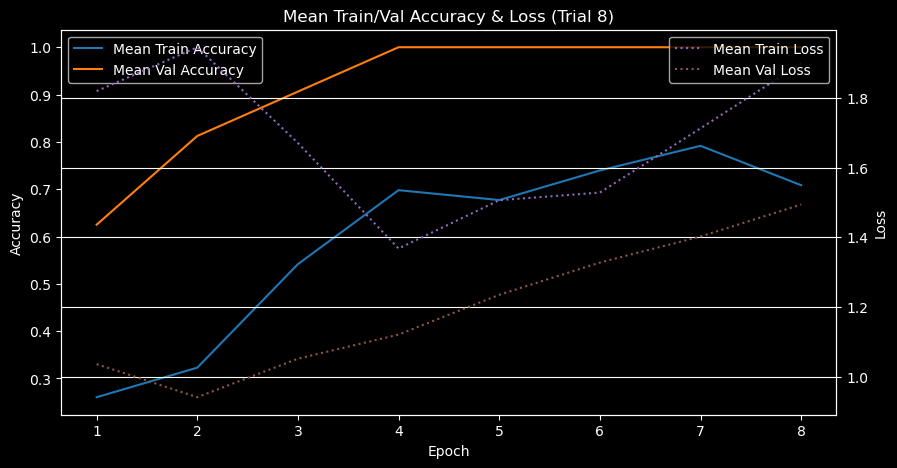 Mean Train/Val Accuracy & Loss (Trial 8)
Mean Train Accuracy
Mean Val Accuracy
Mean Train Loss
Mean Val Loss
Accuracy
1.0
0.9
0.8
0.7
0.6
0.5
0.4
0.3
Loss
1.8
1.6
1.4
1.2
1.0
1 2 3 4 5 6 7 8
Epoch